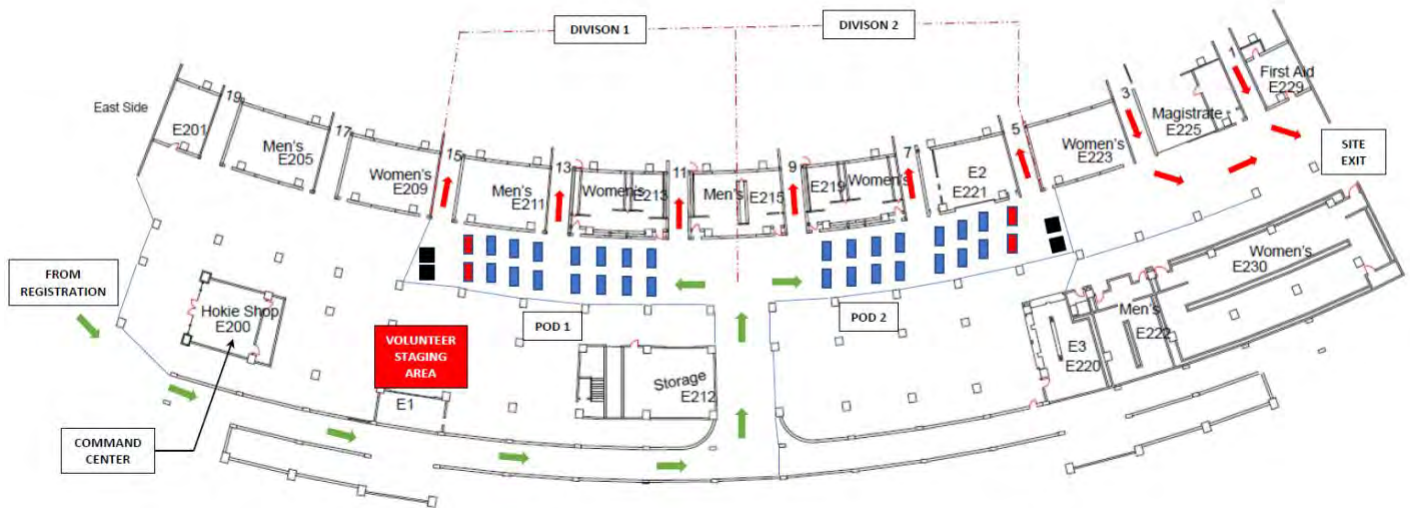 DIVISON 1
DIVISION 2
1
First Aid
E229
3
Magistrate
E225
East Side
E201
19
Men's
E205
17
Women's
E209
15
Men's
E211
13
Women's
E213
11
Men's
E215
9
E219
Women's
7
E2
E221
5
Women's
E223
SITE
EXIT
FROM
REGISTRATION
Hokie Shop
E200
VOLUNTEER
STAGING
AREA
POD 1
POD 2
Women's
E230
Men's
E222
E3
E220
Storage
E212
E1
COMMAND
CENTER